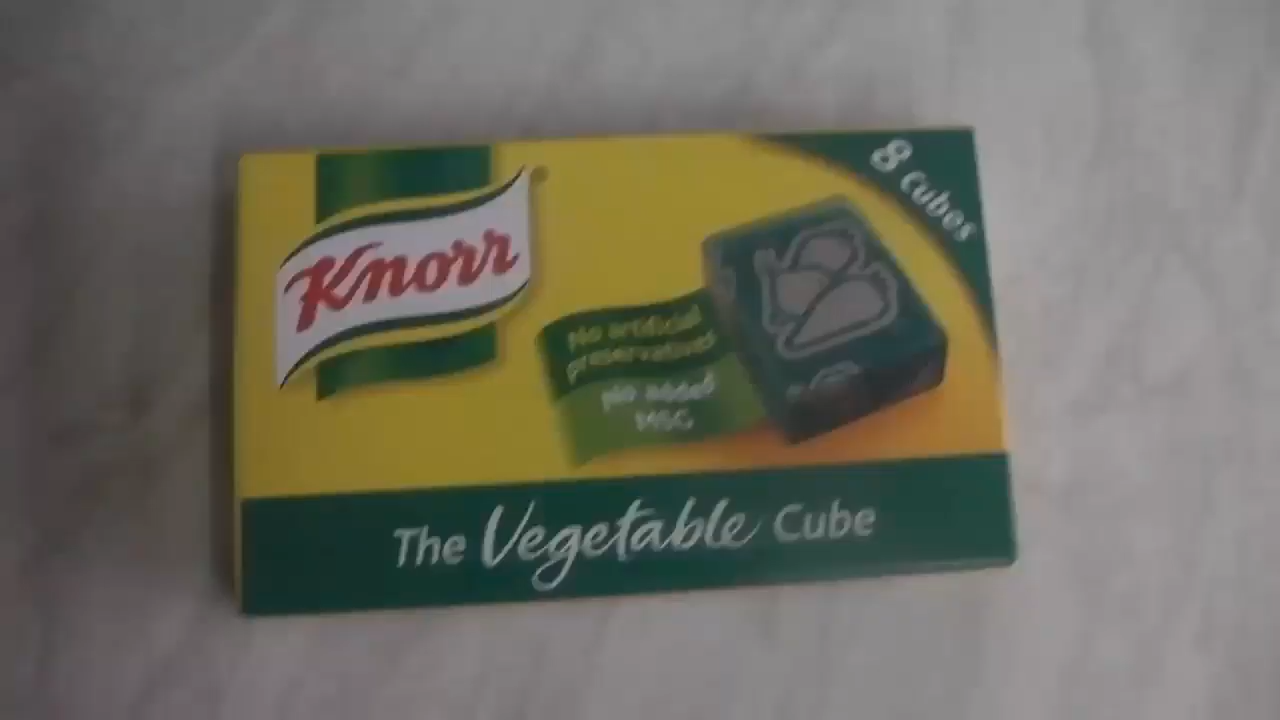 Knorr
8 cubes
No artificial
preservatives
No added
MSG
The Vegetable Cube